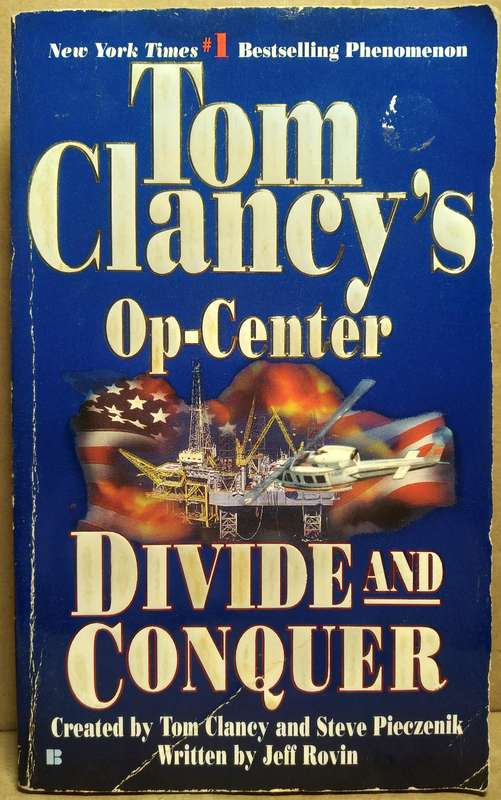 New York Times #1 Bestselling Phenomenon
Tom
Clancy's
Op-Center
DIVIDE AND
CONQUER
Created by Tom Clancy and Steve Pieczenik
Written by Jeff Rovin
B